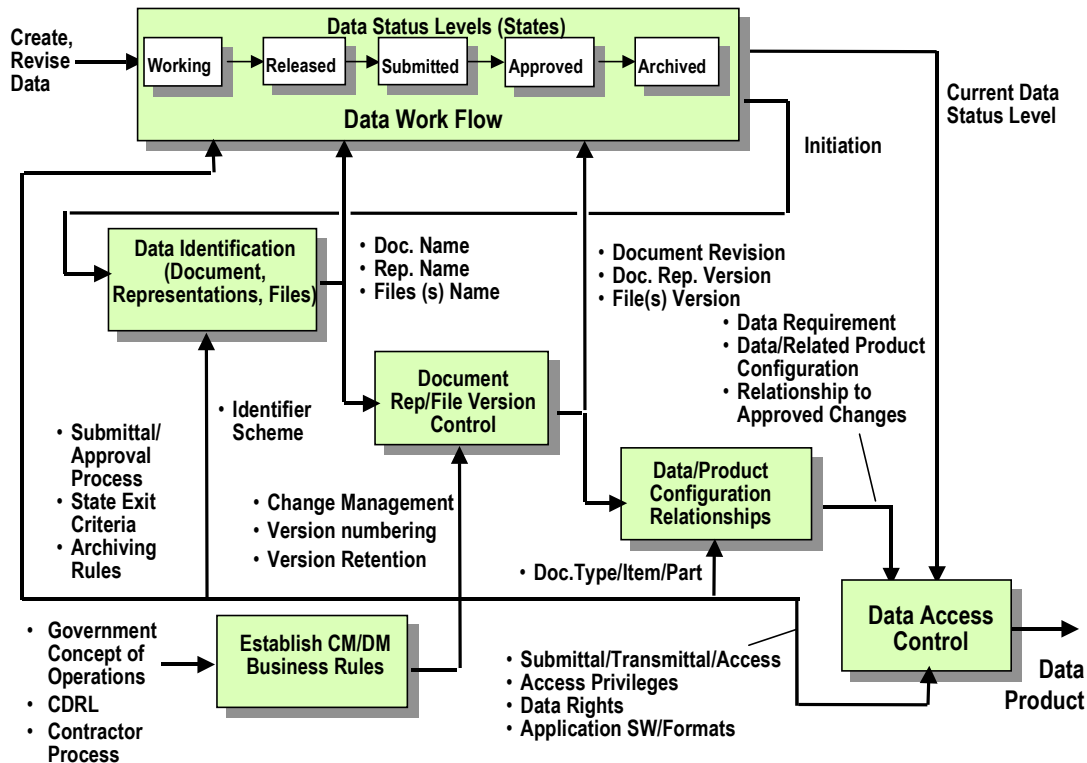 Create,
Revise
Data
Data Status Levels (States)
Working
Released
Submitted
Approved
Archived
Data Work Flow
Current Data
Status Level
Initiation
Data Identification
(Document,
Representations, Files)
• Doc. Name
• Rep. Name
• Files (s) Name
• Document Revision
• Doc. Rep. Version
• File(s) Version
• Data Requirement
• Data/Related Product
Configuration
• Relationship to
Approved Changes
Document
Rep/File Version
Control
• Identifier
Scheme
• Submittal/
Approval
Process
• State Exit
Criteria
• Archiving
Rules
• Change Management
• Version numbering
• Version Retention
Data/Product
Configuration
Relationships
• Doc.Type/Item/Part
Data Access
Control
• Government
Concept of
Operations
• CDRL
• Contractor
Process
Establish CM/DM
Business Rules
• Submittal/Transmittal/Access
• Access Privileges
• Data Rights
• Application SW/Formats
Data
Product